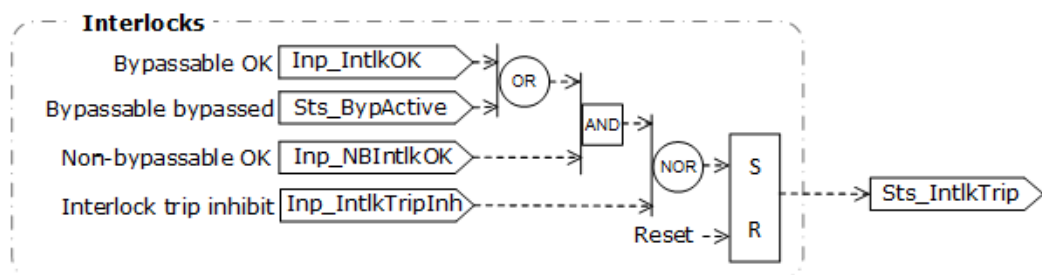 Interlocks
Bypassable OK Inp_IntlkOK
OR
Bypassable bypassed Sts_BypActive
AND
Non-bypassable OK Inp_NBIntlkOK
NOR S
Interlock trip inhibit Inp_IntlkTripInh Sts_IntlkTrip
Reset R